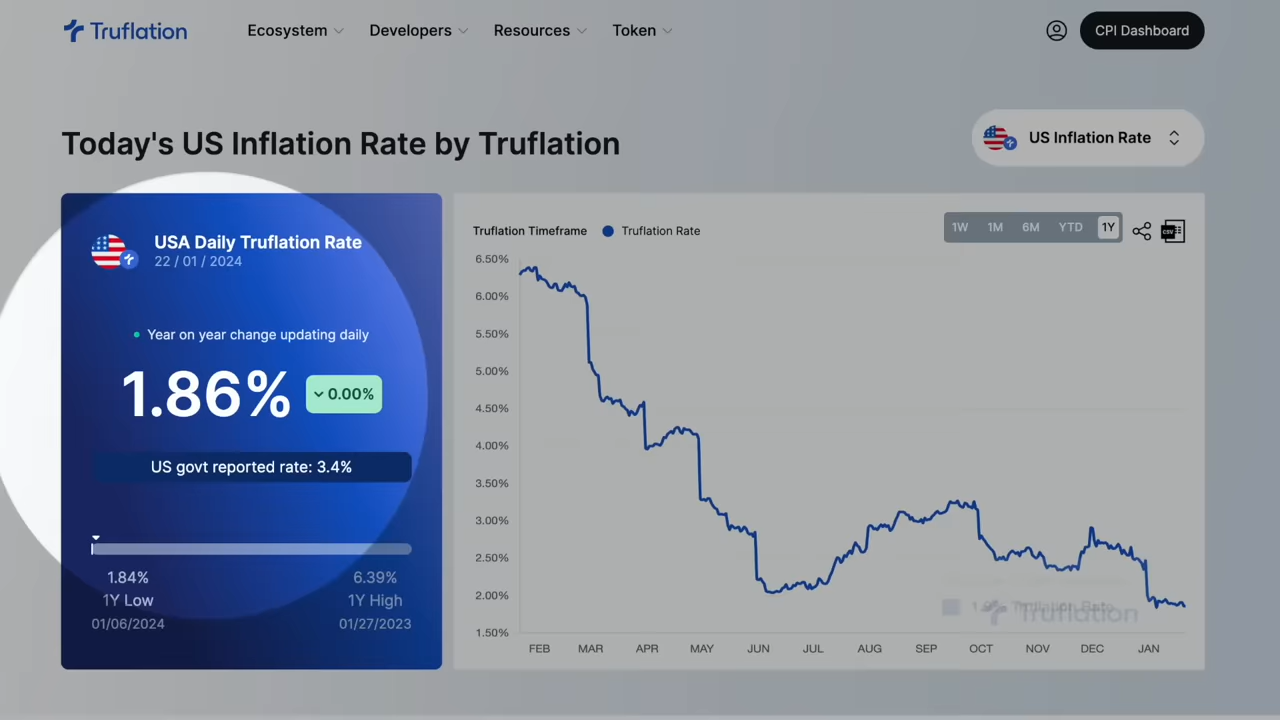 Truflation
Ecosystem Developers Resources Token
CPI Dashboard
Today's US Inflation Rate by Truflation
US Inflation Rate
USA Daily Truflation Rate
22 / 01 / 2024
Year on year change updating daily
1.86% 0.00%
US govt reported rate: 3.4%
1.84% 6.39%
1Y Low 1Y High
01/06/2024 01/27/2023
Truflation Timeframe Truflation Rate
1W 1M 6M YTD 1Y
CSV
6.50%
6.00%
5.50%
5.00%
4.50%
4.00%
3.50%
3.00%
2.50%
2.00%
1.50%
Truflation
FEB MAR APR MAY JUN JUL AUG SEP OCT NOV DEC JAN